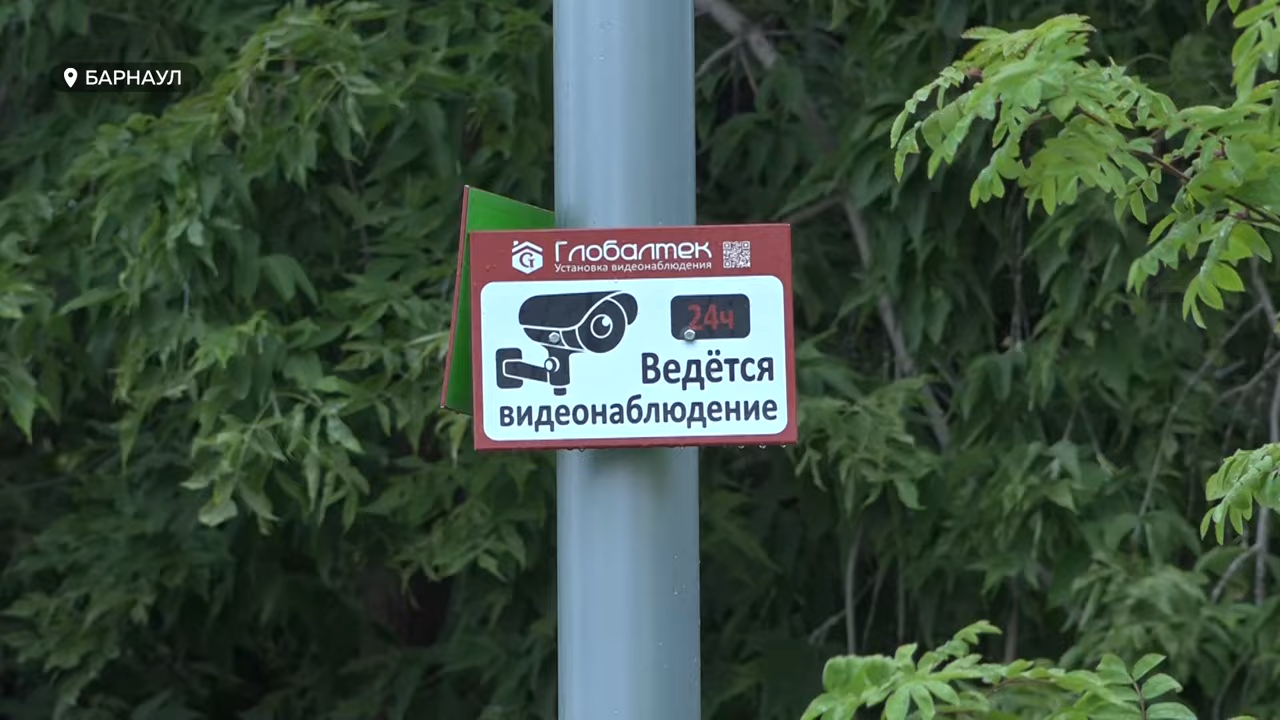 БАРНАУЛ
Глобалтек
Установка видеонаблюдения
24ч
Ведётся
видеонаблюдение